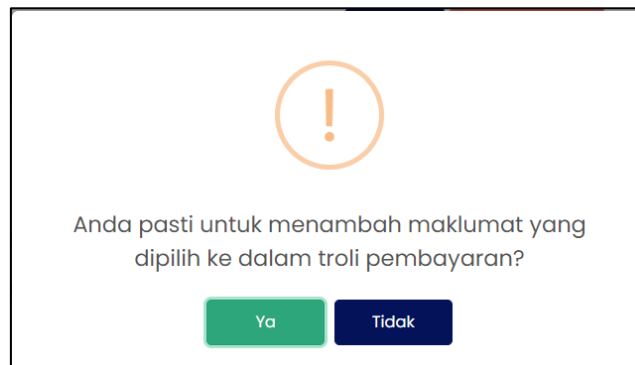 Anda pasti untuk menambah maklumat yang
dipilih ke dalam troli pembayaran?
Ya
Tidak